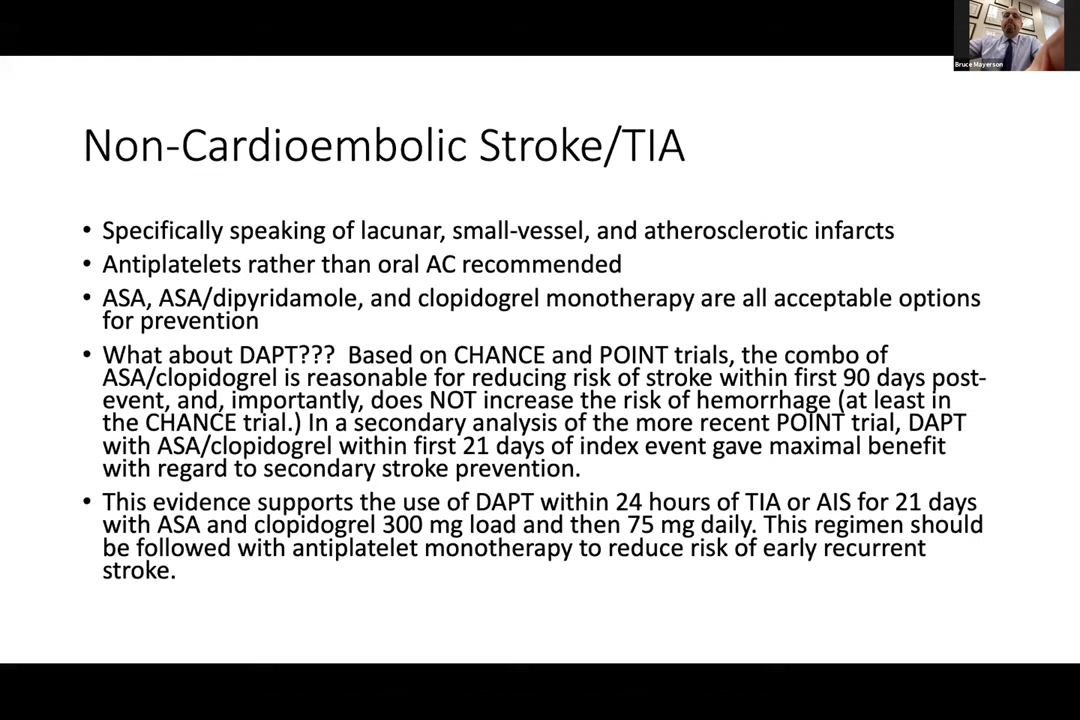 Bruce Mayerson
Non-Cardioembolic Stroke/TIA
• Specifically speaking of lacunar, small-vessel, and atherosclerotic infarcts
• Antiplatelets rather than oral AC recommended
• ASA, ASA/dipyridamole, and clopidogrel monotherapy are all acceptable options
for prevention
• What about DAPT???  Based on CHANCE and POINT trials, the combo of
ASA/clopidogrel is reasonable for reducing risk of stroke within first 90 days post-
event, and, importantly, does NOT increase the risk of hemorrhage (at least in
the CHANCE trial.) In a secondary analysis of the more recent POINT trial, DAPT
with ASA/clopidogrel within first 21 days of index event gave maximal benefit
with regard to secondary stroke prevention.
• This evidence supports the use of DAPT within 24 hours of TIA or AIS for 21 days
with ASA and clopidogrel 300 mg load and then 75 mg daily. This regimen should
be followed with antiplatelet monotherapy to reduce risk of early recurrent
stroke.